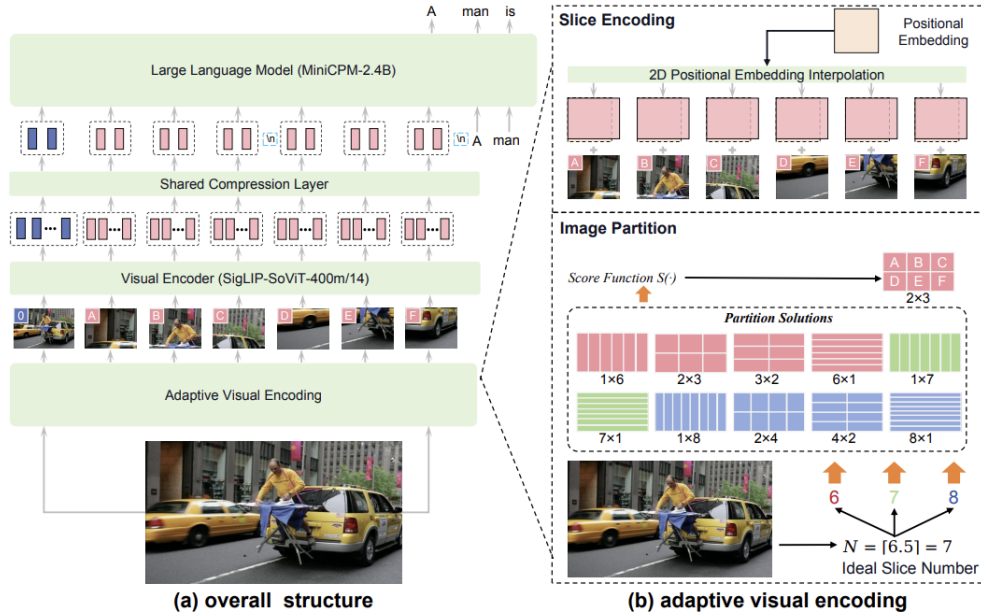 A man is
Large Language Model (MiniCPM-2.4B)
\n
\n
A
man
Shared Compression Layer
Visual Encoder (SigLIP-SoViT-400m/14)
0 A B C D E F
Adaptive Visual Encoding
(a) overall structure
Slice Encoding
Positional
Embedding
2D Positional Embedding Interpolation
A B C D E F
Image Partition
Score Function S(·)
A B C
D E F
2×3
Partition Solutions
1×6 2×3 3×2 6×1 1×7
7×1 1×8 2×4 4×2 8×1
6 7 8
N = ⌈6.5⌉ = 7
Ideal Slice Number
(b) adaptive visual encoding